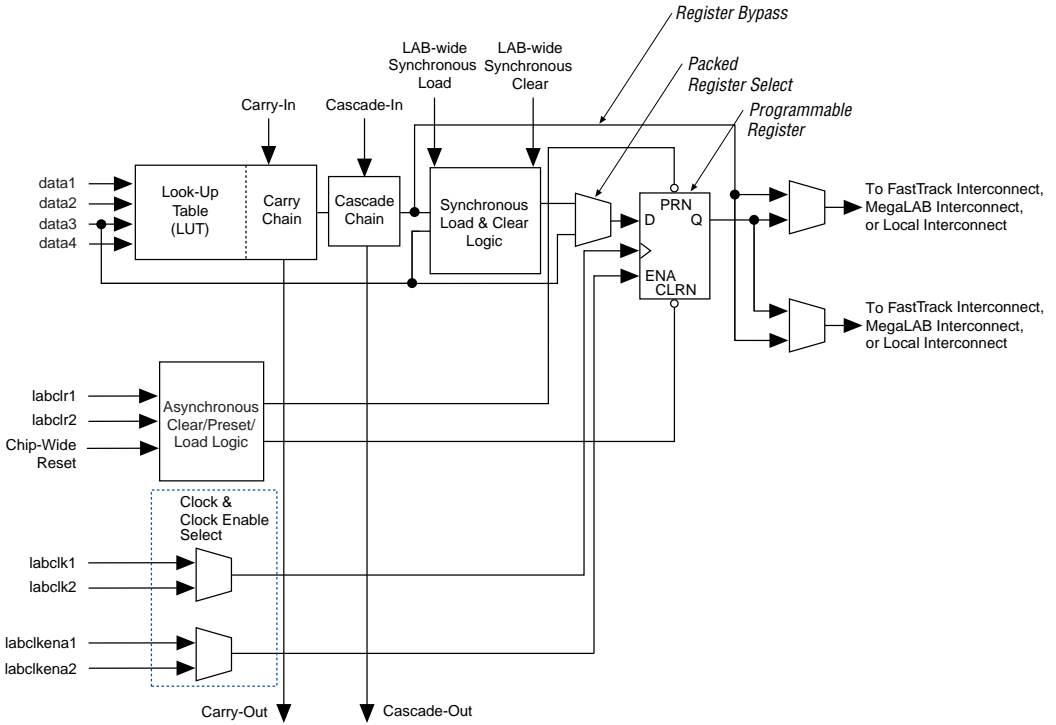 Register Bypass
LAB-wide
Synchronous
Load
LAB-wide
Synchronous
Clear
Packed
Register Select
Carry-In
Cascade-In
Programmable
Register
data1
data2
data3
data4
Look-Up
Table
(LUT)
Carry
Chain
Cascade
Chain
Synchronous
Load & Clear
Logic
PRN
D
Q
ENA
CLRN
To FastTrack Interconnect,
MegaLAB Interconnect,
or Local Interconnect
To FastTrack Interconnect,
MegaLAB Interconnect,
or Local Interconnect
labclr1
labclr2
Chip-Wide
Reset
Asynchronous
Clear/Preset/
Load Logic
Clock &
Clock Enable
Select
labclk1
labclk2
labclkena1
labclkena2
Carry-Out
Cascade-Out